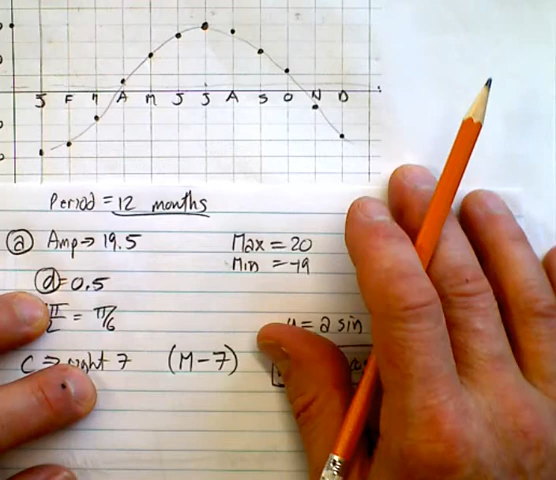 J F M A M J J A S O N D
Period = 12 months
a Amp → 19.5 Max = 20
Min = -19
d = 0.5
= π/6
= a sin
C → right 7 (M-7)